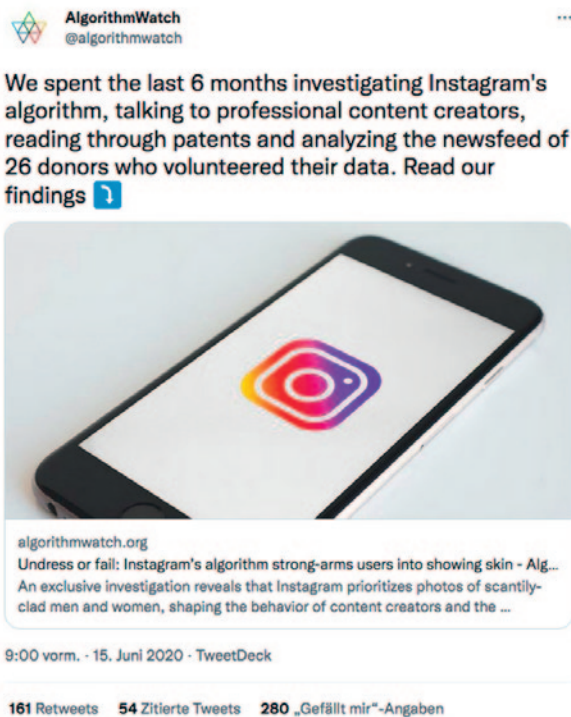 AlgorithmWatch
@algorithmwatch
We spent the last 6 months investigating Instagram's
algorithm, talking to professional content creators,
reading through patents and analyzing the newsfeed of
26 donors who volunteered their data. Read our
findings
algorithmwatch.org
Undress or fail: Instagram's algorithm strong-arms users into showing skin - Alg...
An exclusive investigation reveals that Instagram prioritizes photos of scantily-
clad men and women, shaping the behavior of content creators and the ...
9:00 vorm. · 15. Juni 2020 · TweetDeck
161 Retweets 54 Zitierte Tweets 280 „Gefällt mir“-Angaben